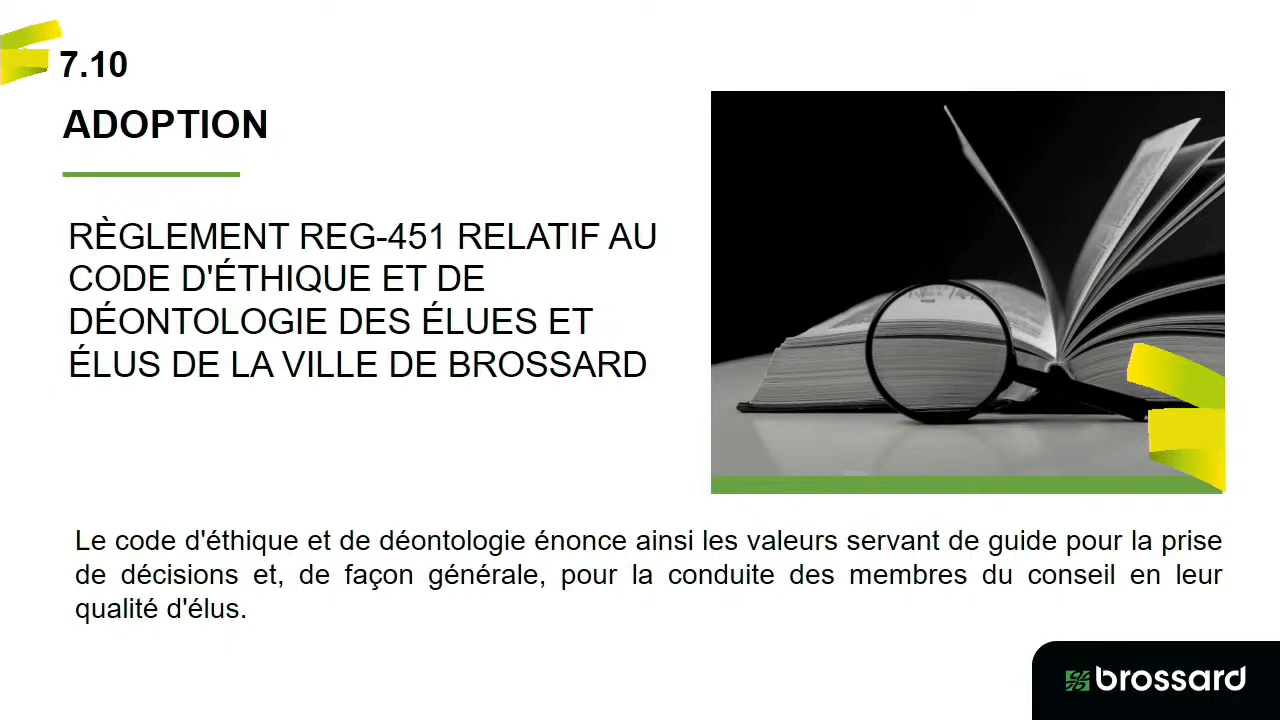 7.10
ADOPTION
RÈGLEMENT REG-451 RELATIF AU
CODE D'ÉTHIQUE ET DE
DÉONTOLOGIE DES ÉLUES ET
ÉLUS DE LA VILLE DE BROSSARD
Le code d'éthique et de déontologie énonce ainsi les valeurs servant de guide pour la prise
de décisions et, de façon générale, pour la conduite des membres du conseil en leur
qualité d'élus.
brossard